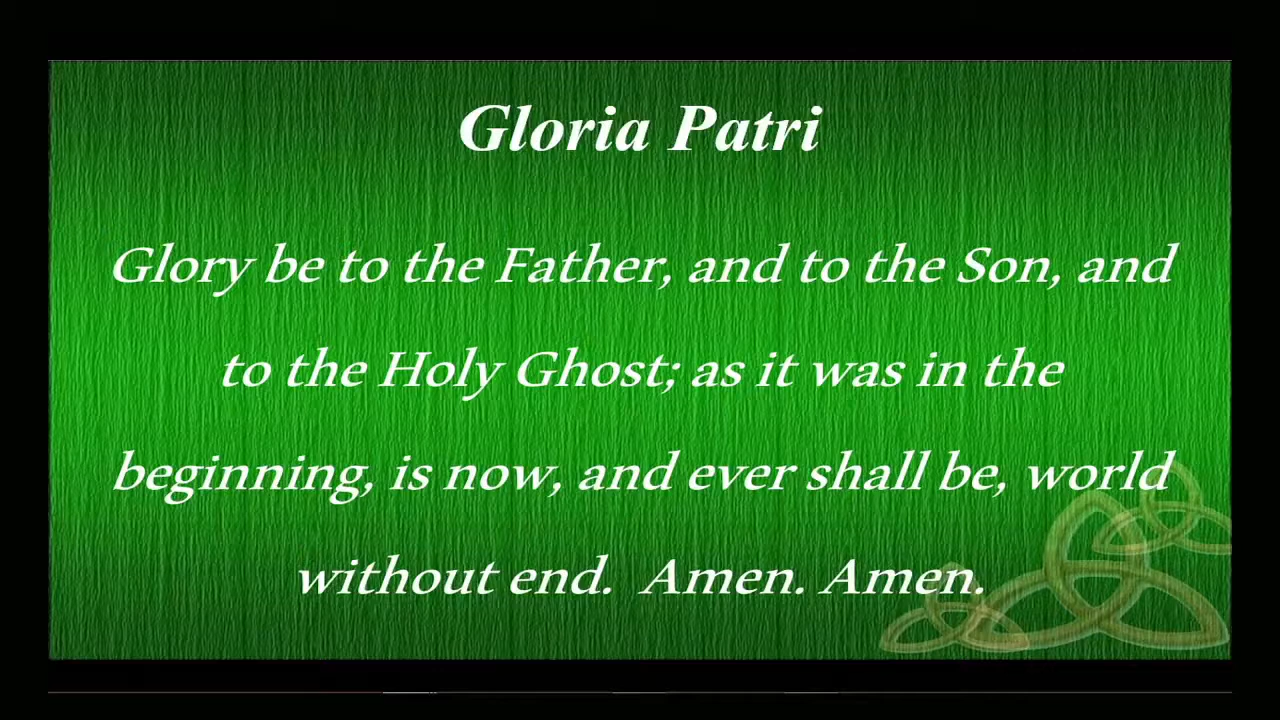 Gloria Patri
Glory be to the Father, and to the Son, and
to the Holy Ghost; as it was in the
beginning, is now, and ever shall be, world
without end.  Amen. Amen.